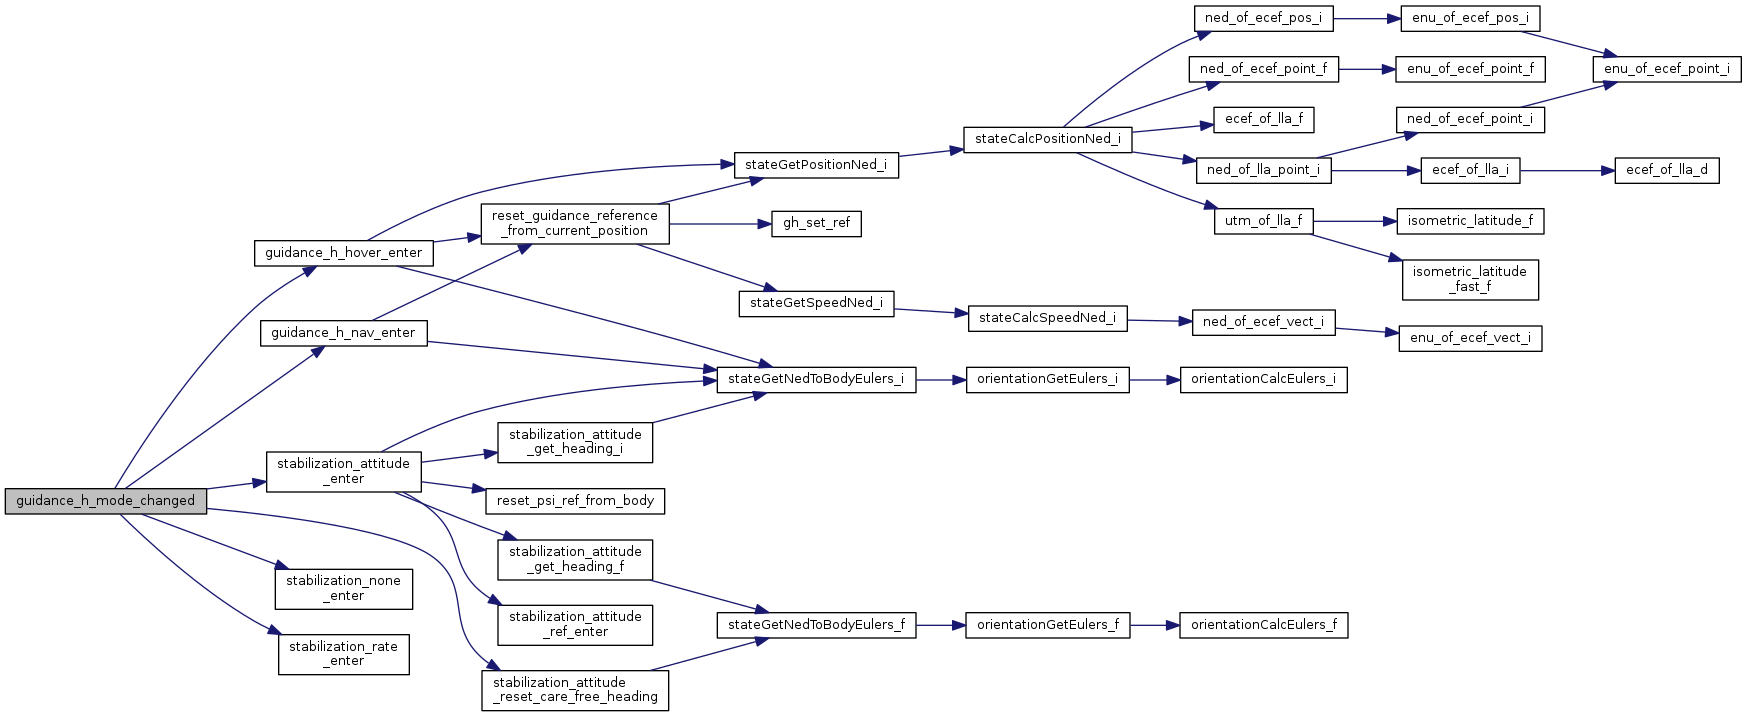 guidance_h_mode_changed
guidance_h_hover_enter
guidance_h_nav_enter
stabilization_attitude
_enter
stabilization_none
_enter
stabilization_rate
_enter
reset_guidance_reference
_from_current_position
stabilization_attitude
_get_heading_i
reset_psi_ref_from_body
stabilization_attitude
_get_heading_f
stabilization_attitude
_ref_enter
stabilization_attitude
_reset_care_free_heading
stateGetPositionNed_i
gh_set_ref
stateGetSpeedNed_i
stateGetNedToBodyEulers_i
stateGetNedToBodyEulers_f
stateCalcPositionNed_i
stateCalcSpeedNed_i
orientationGetEulers_i
orientationGetEulers_f
ned_of_ecef_pos_i
ned_of_ecef_point_f
ecef_of_lla_f
ned_of_lla_point_i
utm_of_lla_f
ned_of_ecef_vect_i
orientationCalcEulers_i
orientationCalcEulers_f
enu_of_ecef_pos_i
enu_of_ecef_point_f
ned_of_ecef_point_i
ecef_of_lla_i
isometric_latitude_f
isometric_latitude
_fast_f
enu_of_ecef_vect_i
enu_of_ecef_point_i
ecef_of_lla_d